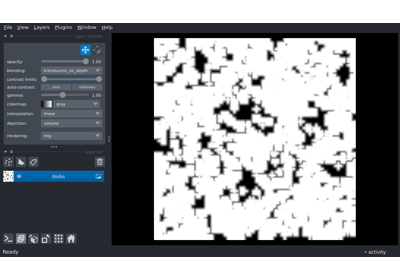 File View Layers Plugins Window Help
opacity: 1.00
blending: translucent_no_depth
contrast limits:
auto-contrast: once continuous
gamma: 1.00
colormap: gray
interpolation: linear
depiction: volume
rendering: mip
blobs
Ready activity